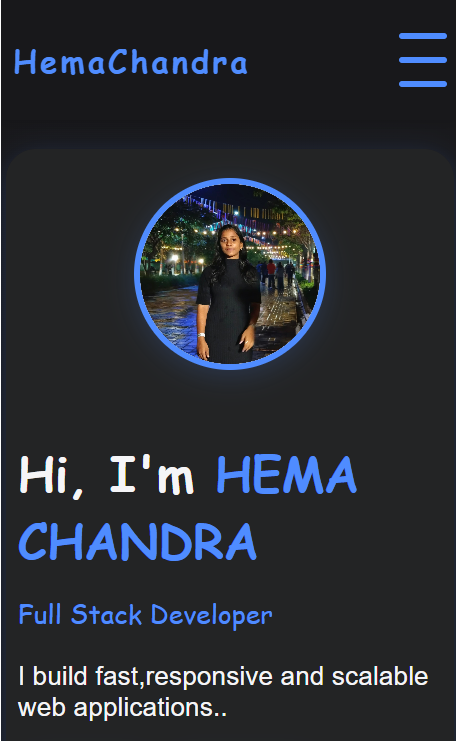 HemaChandra
Hi, I'm HEMA
CHANDRA
Full Stack Developer
I build fast,responsive and scalable
web applications..